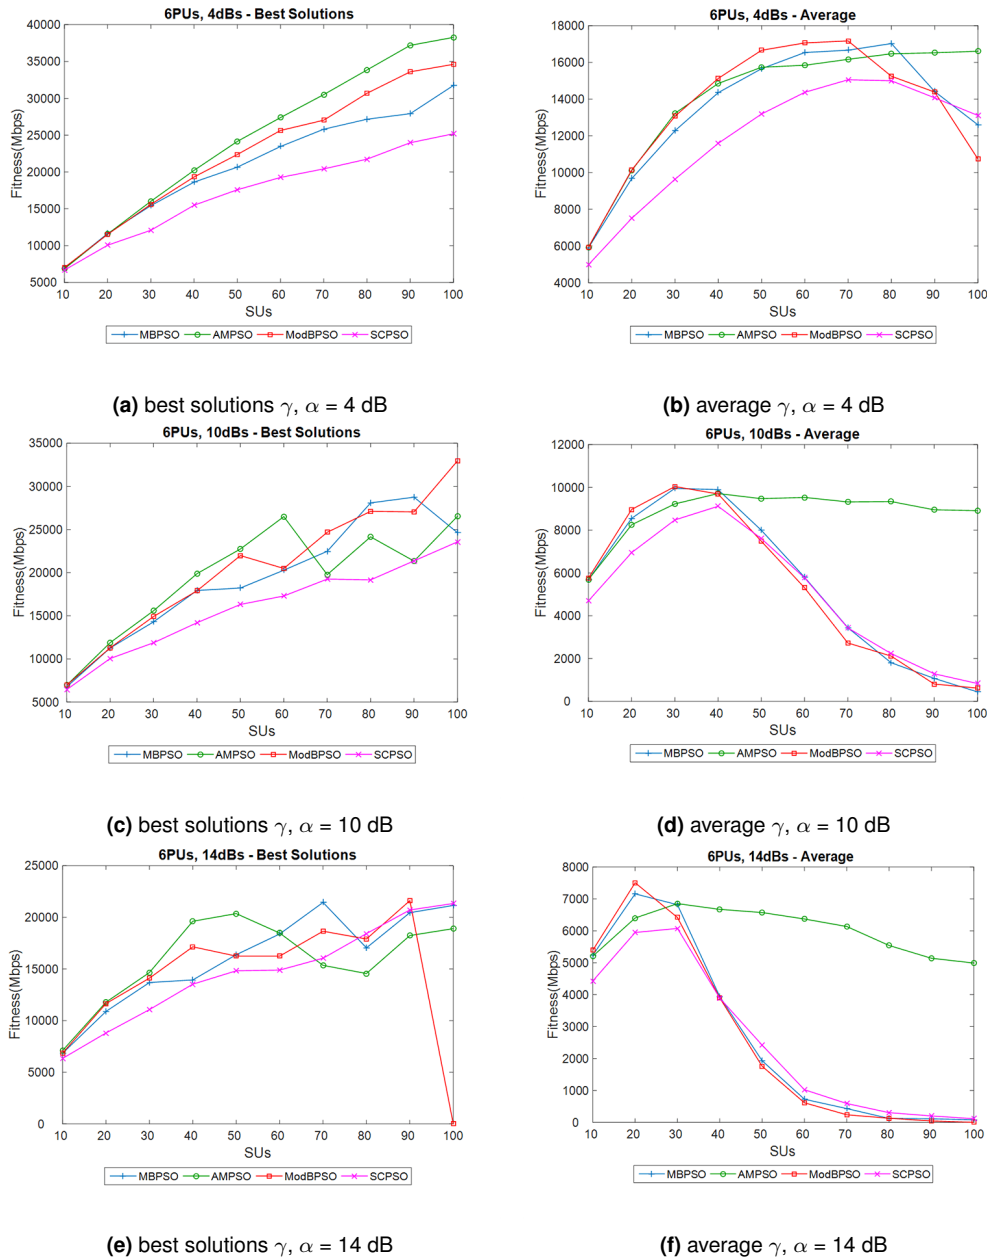 6PUs, 4dBs - Best Solutions
40000
35000
30000
25000
20000
15000
10000
5000
Fitness(Mbps)
10 20 30 40 50 60 70 80 90 100
SUs
MBPSO AMPSO ModBPSO SCPSO
(a) best solutions γ, α = 4 dB
6PUs, 4dBs - Average
18000
16000
14000
12000
10000
8000
6000
4000
Fitness(Mbps)
10 20 30 40 50 60 70 80 90 100
SUs
MBPSO AMPSO ModBPSO SCPSO
(b) average γ, α = 4 dB
6PUs, 10dBs - Best Solutions
35000
30000
25000
20000
15000
10000
5000
Fitness(Mbps)
10 20 30 40 50 60 70 80 90 100
SUs
MBPSO AMPSO ModBPSO SCPSO
(c) best solutions γ, α = 10 dB
6PUs, 10dBs - Average
12000
10000
8000
6000
4000
2000
0
Fitness(Mbps)
10 20 30 40 50 60 70 80 90 100
SUs
MBPSO AMPSO ModBPSO SCPSO
(d) average γ, α = 10 dB
6PUs, 14dBs - Best Solutions
25000
20000
15000
10000
5000
0
Fitness(Mbps)
10 20 30 40 50 60 70 80 90 100
SUs
MBPSO AMPSO ModBPSO SCPSO
(e) best solutions γ, α = 14 dB
6PUs, 14dBs - Average
8000
7000
6000
5000
4000
3000
2000
1000
0
Fitness(Mbps)
10 20 30 40 50 60 70 80 90 100
SUs
MBPSO AMPSO ModBPSO SCPSO
(f) average γ, α = 14 dB